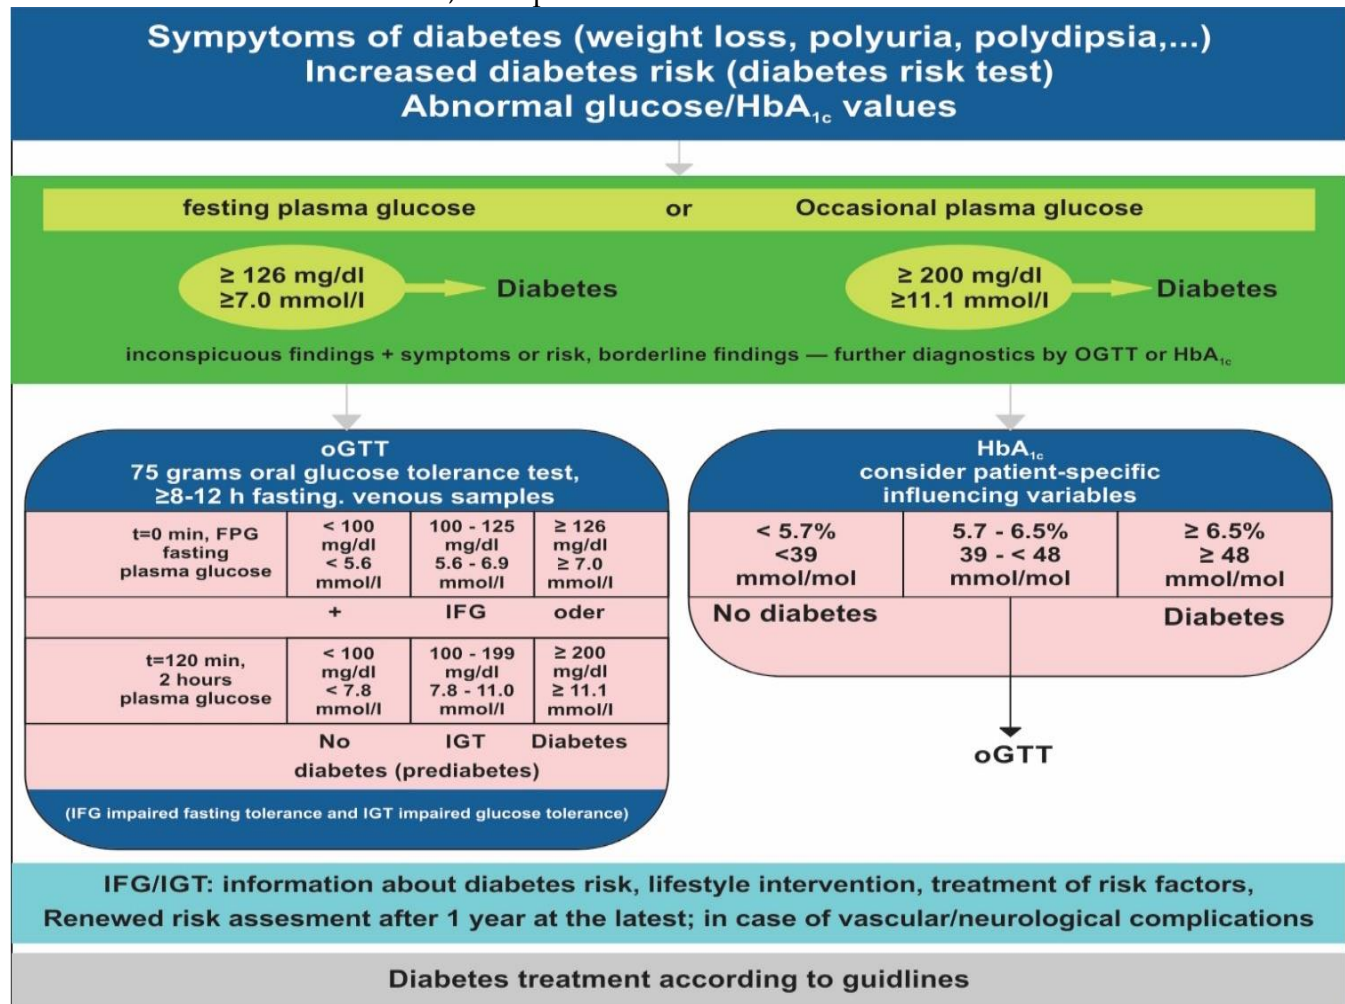 Sympytoms of diabetes (weight loss, polyuria, polydipsia,...)
Increased diabetes risk (diabetes risk test)
Abnormal glucose/HbA1c values
festing plasma glucose or Occasional plasma glucose
≥ 126 mg/dl
≥7.0 mmol/l
Diabetes
≥ 200 mg/dl
≥11.1 mmol/l
Diabetes
inconspicuous findings + symptoms or risk, borderline findings — further diagnostics by OGTT or HbA1c
oGTT
75 grams oral glucose tolerance test,
≥8-12 h fasting. venous samples
t=0 min, FPG
fasting
plasma glucose
< 100
mg/dl
< 5.6
mmol/l
100 - 125
mg/dl
5.6 - 6.9
mmol/l
≥ 126
mg/dl
≥ 7.0
mmol/l
+ IFG oder
t=120 min,
2 hours
plasma glucose
< 100
mg/dl
< 7.8
mmol/l
100 - 199
mg/dl
7.8 - 11.0
mmol/l
≥ 200
mg/dl
≥ 11.1
mmol/l
No IGT Diabetes
diabetes (prediabetes)
(IFG impaired fasting tolerance and IGT impaired glucose tolerance)
HbA1c
consider patient-specific
influencing variables
< 5.7%
<39
mmol/mol
5.7 - 6.5%
39 - < 48
mmol/mol
≥ 6.5%
≥ 48
mmol/mol
No diabetes Diabetes
oGTT
IFG/IGT: information about diabetes risk, lifestyle intervention, treatment of risk factors,
Renewed risk assesment after 1 year at the latest; in case of vascular/neurological complications
Diabetes treatment according to guidlines